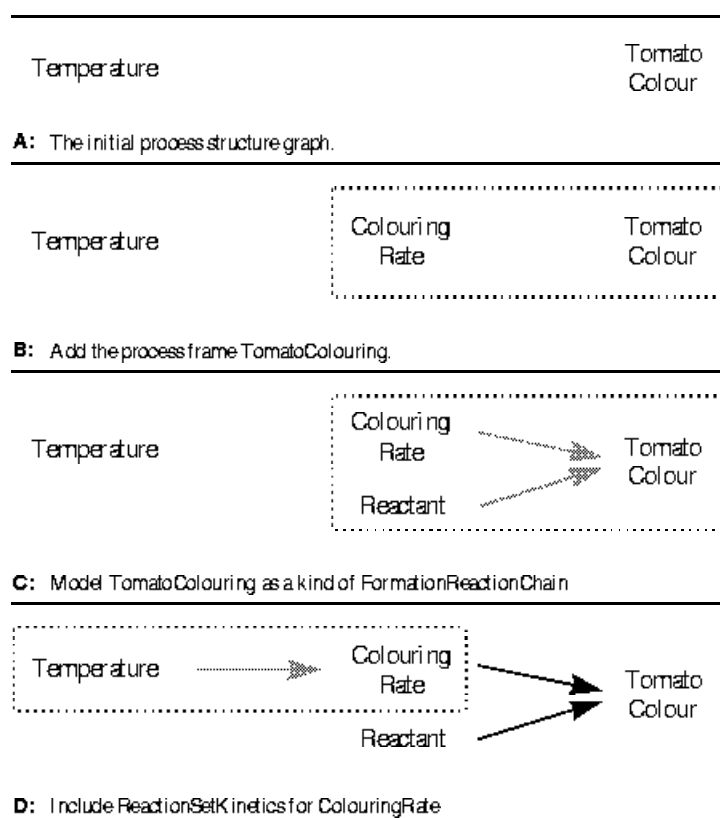 Temperature
Tomato
Colour
A: The initial process structure graph.
Temperature
Colouring
Rate
Tomato
Colour
B: Add the process frame TomatoColouring.
Temperature
Colouring
Rate
Reactant
Tomato
Colour
C: Model TomatoColouring as a kind of FormationReactionChain
Temperature
Colouring
Rate
Reactant
Tomato
Colour
D: Include ReactionSetKinetics for ColouringRate